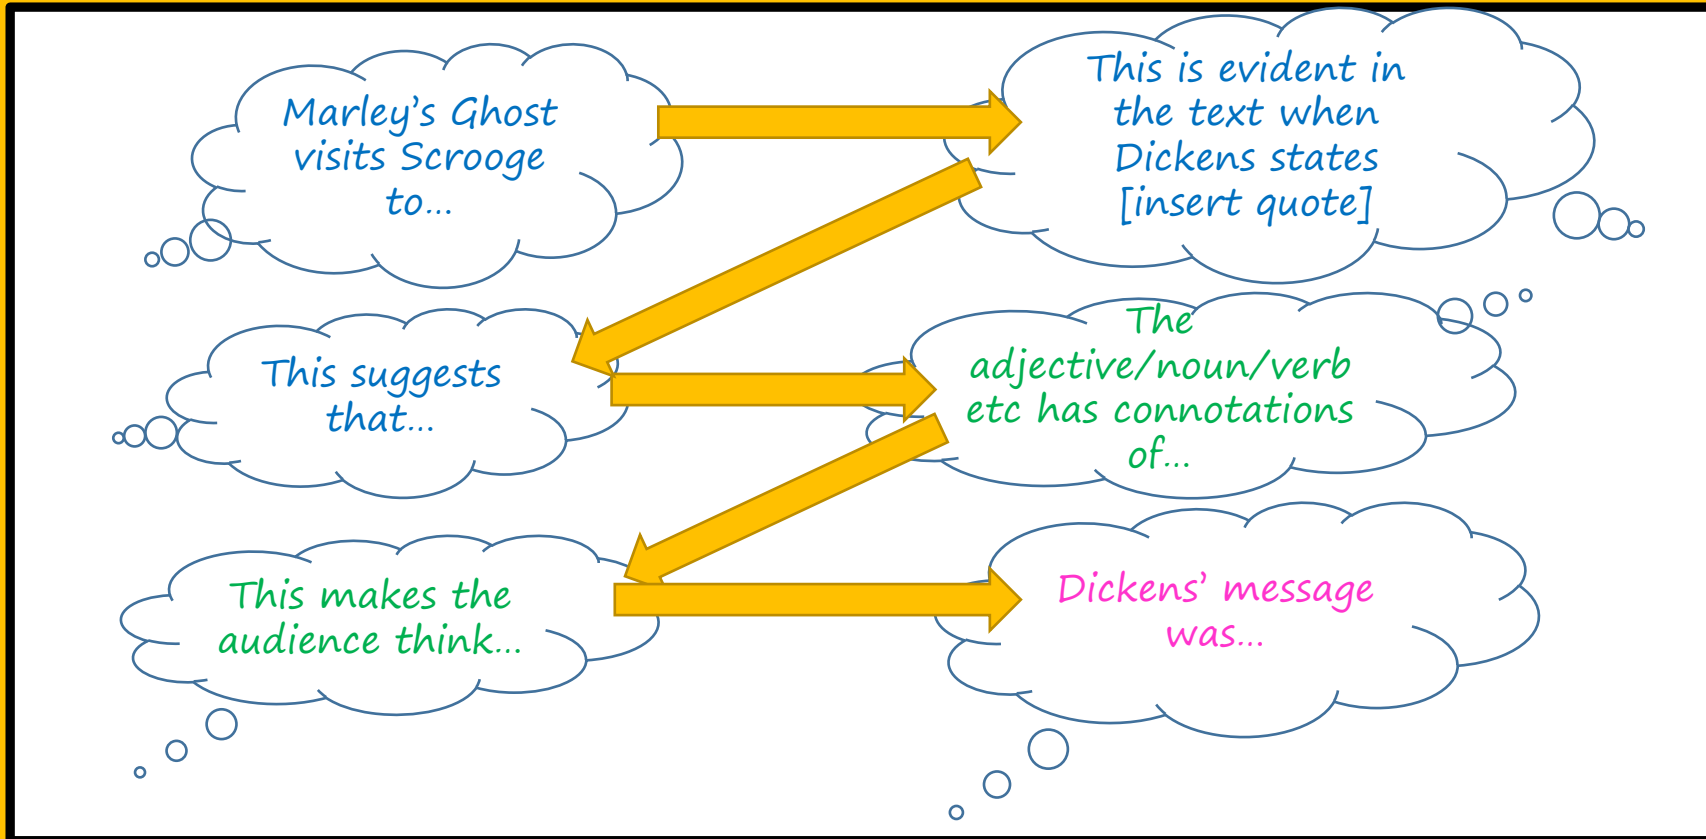 Marley’s Ghost
visits Scrooge
to...
This is evident in
the text when
Dickens states
[insert quote]
This suggests
that...
The
adjective/noun/verb
etc has connotations
of...
This makes the
audience think...
Dickens’ message
was...